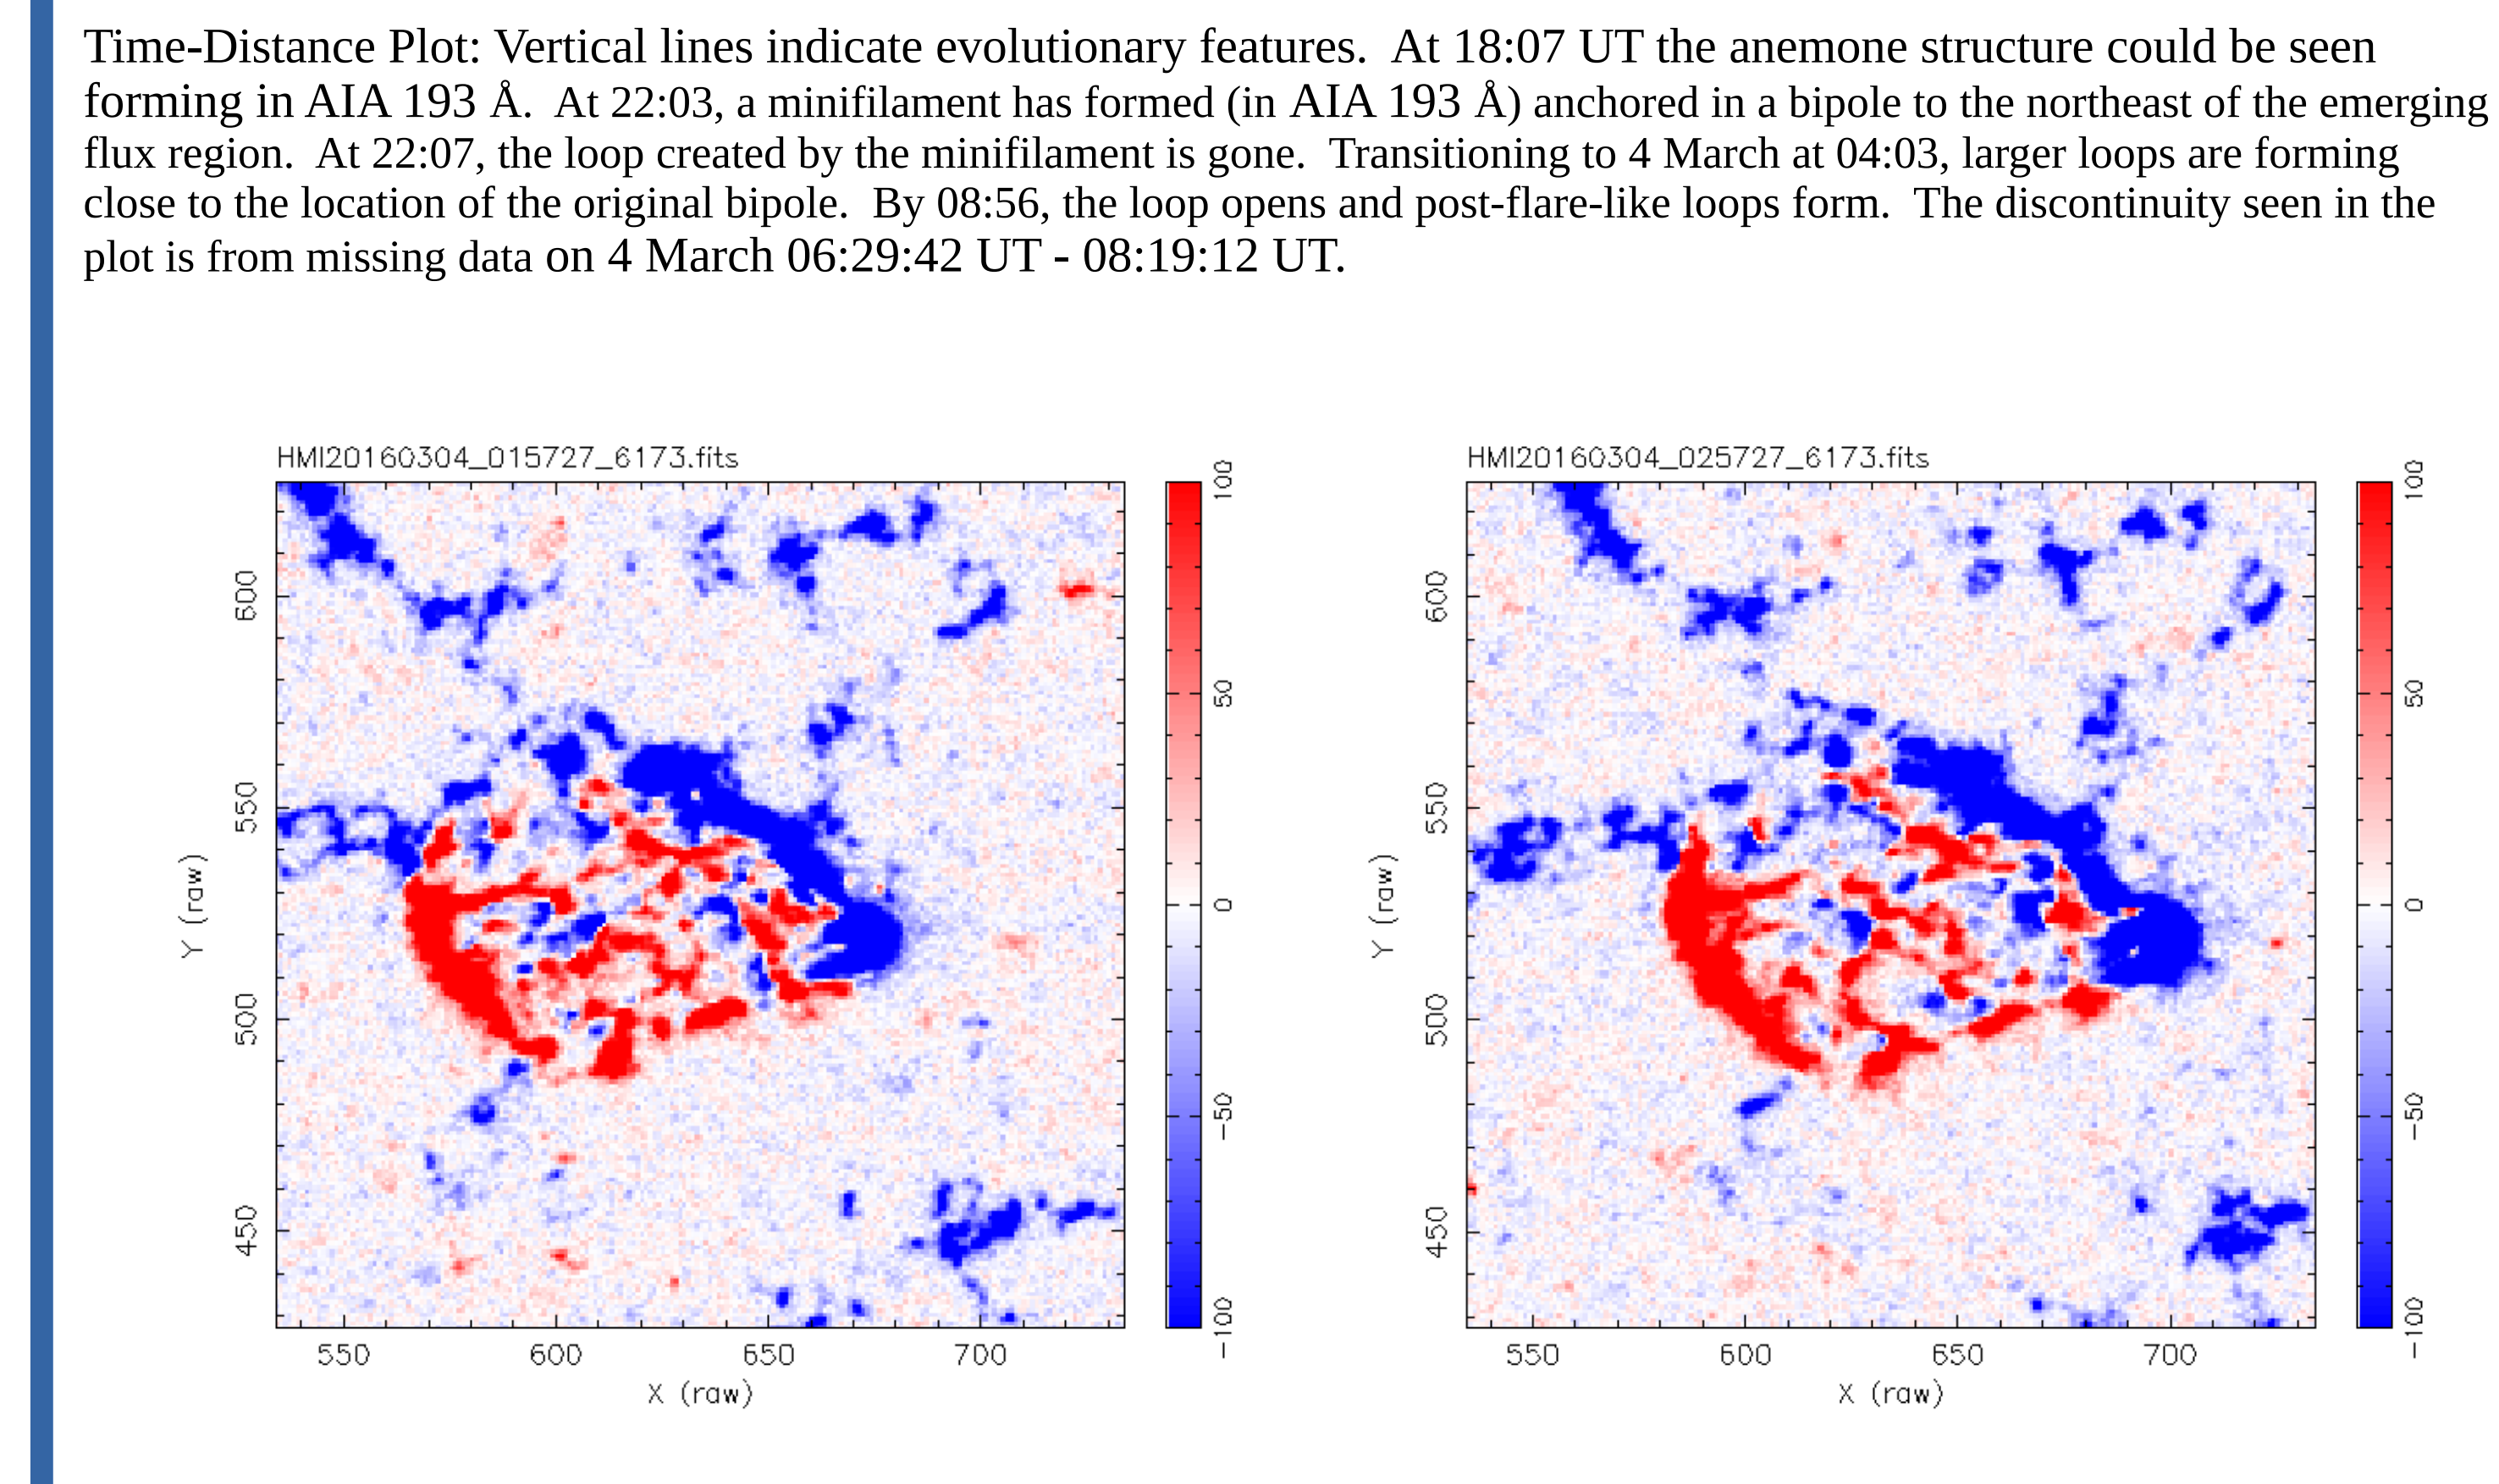 Time-Distance Plot: Vertical lines indicate evolutionary features.  At 18:07 UT the anemone structure could be seen
forming in AIA 193 Å.  At 22:03, a minifilament has formed (in AIA 193 Å) anchored in a bipole to the northeast of the emerging
flux region.  At 22:07, the loop created by the minifilament is gone.  Transitioning to 4 March at 04:03, larger loops are forming
close to the location of the original bipole.  By 08:56, the loop opens and post-flare-like loops form.  The discontinuity seen in the
plot is from missing data on 4 March 06:29:42 UT - 08:19:12 UT.
HMI20160304_015727_6173.fits
600
550
500
450
Y (raw)
550 600 650 700
X (raw)
100
50
0
−50
−100
HMI20160304_025727_6173.fits
600
550
500
450
Y (raw)
550 600 650 700
X (raw)
100
50
0
−50
−100